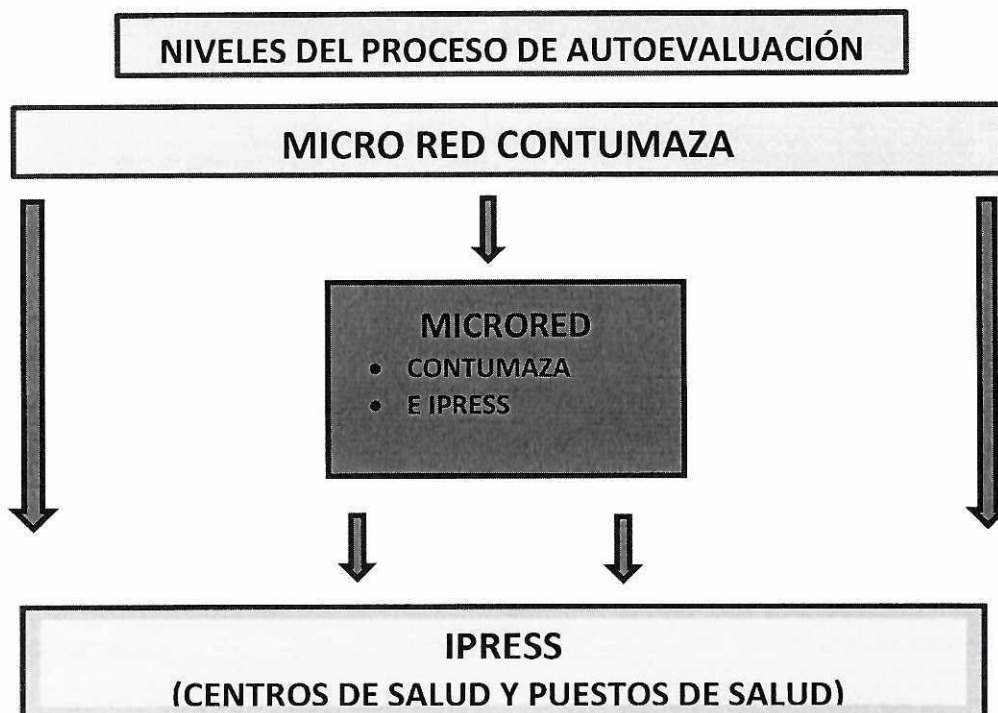 NIVELES DEL PROCESO DE AUTOEVALUACIÓN
MICRO RED CONTUMAZA
MICRORED
• CONTUMAZA
• E IPRESS
IPRESS
(CENTROS DE SALUD Y PUESTOS DE SALUD)